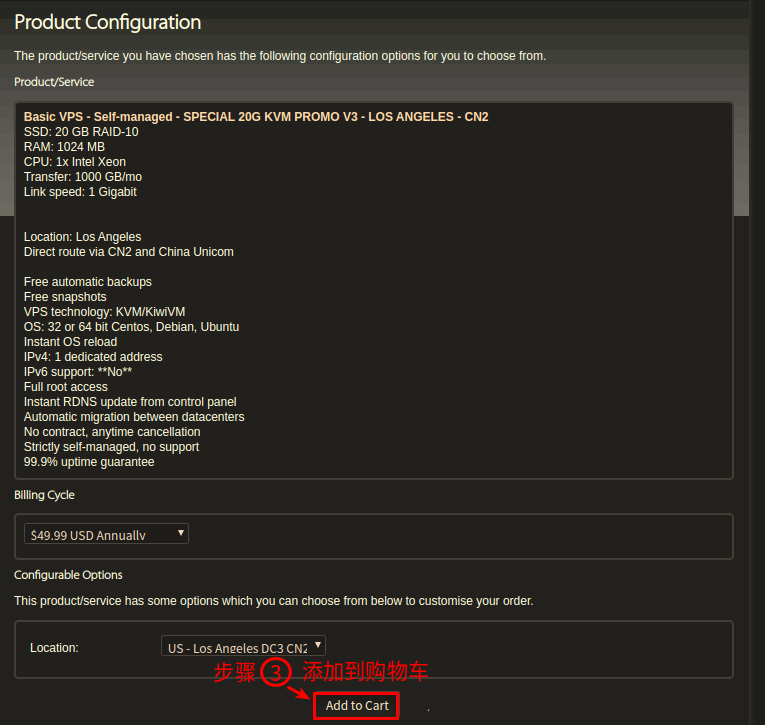 Product Configuration
The product/service you have chosen has the following configuration options for you to choose from.
Product/Service
Basic VPS - Self-managed - SPECIAL 20G KVM PROMO V3 - LOS ANGELES - CN2
SSD: 20 GB RAID-10
RAM: 1024 MB
CPU: 1x Intel Xeon
Transfer: 1000 GB/mo
Link speed: 1 Gigabit
Location: Los Angeles
Direct route via CN2 and China Unicom
Free automatic backups
Free snapshots
VPS technology: KVM/KiwiVM
OS: 32 or 64 bit Centos, Debian, Ubuntu
Instant OS reload
IPv4: 1 dedicated address
IPv6 support: **No**
Full root access
Instant RDNS update from control panel
Automatic migration between datacenters
No contract, anytime cancellation
Strictly self-managed, no support
99.9% uptime guarantee
Billing Cycle
$49.99 USD Annually
Configurable Options
This product/service has some options which you can choose from below to customise your order.
Location:
US - Los Angeles DC3 CN2
步骤 ③ 添加到购物车
Add to Cart
.